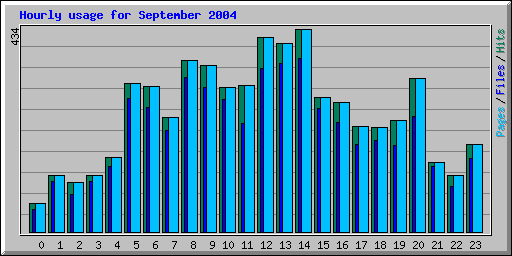 Hourly usage for September 2004
434
Pages / Files / Hits
0 1 2 3 4 5 6 7 8 9 10 11 12 13 14 15 16 17 18 19 20 21 22 23